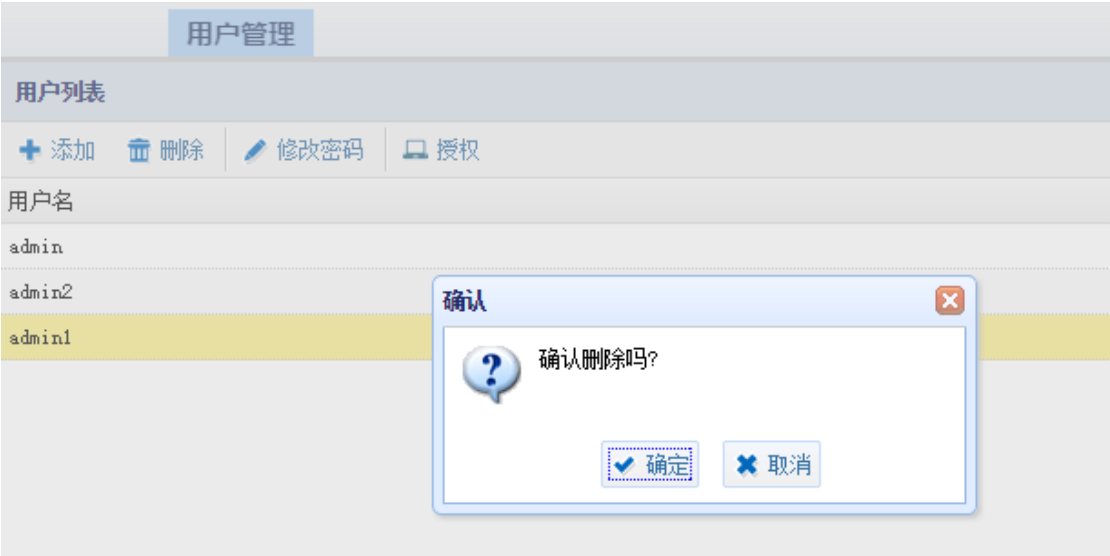 用户管理
用户列表
添加 删除 修改密码 授权
用户名
admin
admin2
admin1
确认
确认删除吗?
确定 取消